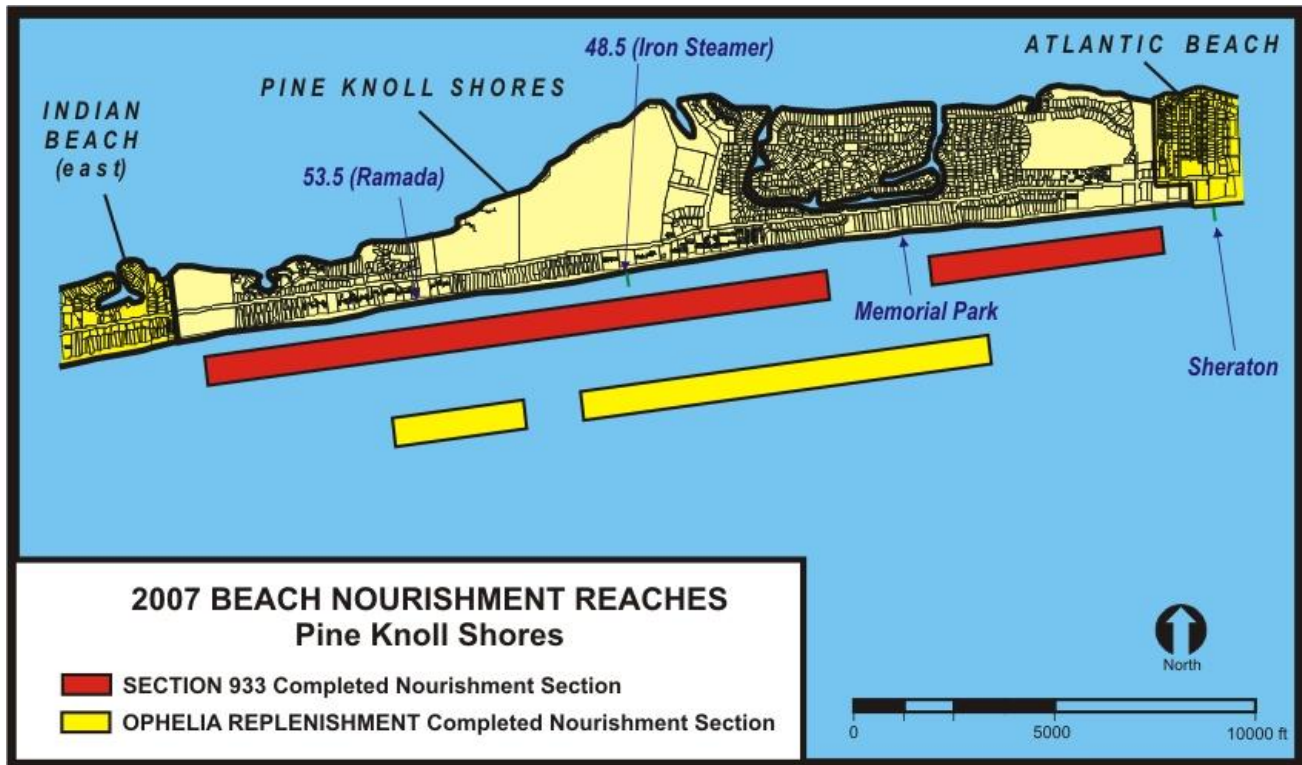 48.5 (Iron Steamer)
ATLANTIC BEACH
PINE KNOLL SHORES
INDIAN
BEACH
(east)
53.5 (Ramada)
Memorial Park
Sheraton
2007 BEACH NOURISHMENT REACHES
Pine Knoll Shores
SECTION 933 Completed Nourishment Section
OPHELIA REPLENISHMENT Completed Nourishment Section
North
0 5000 10000 ft